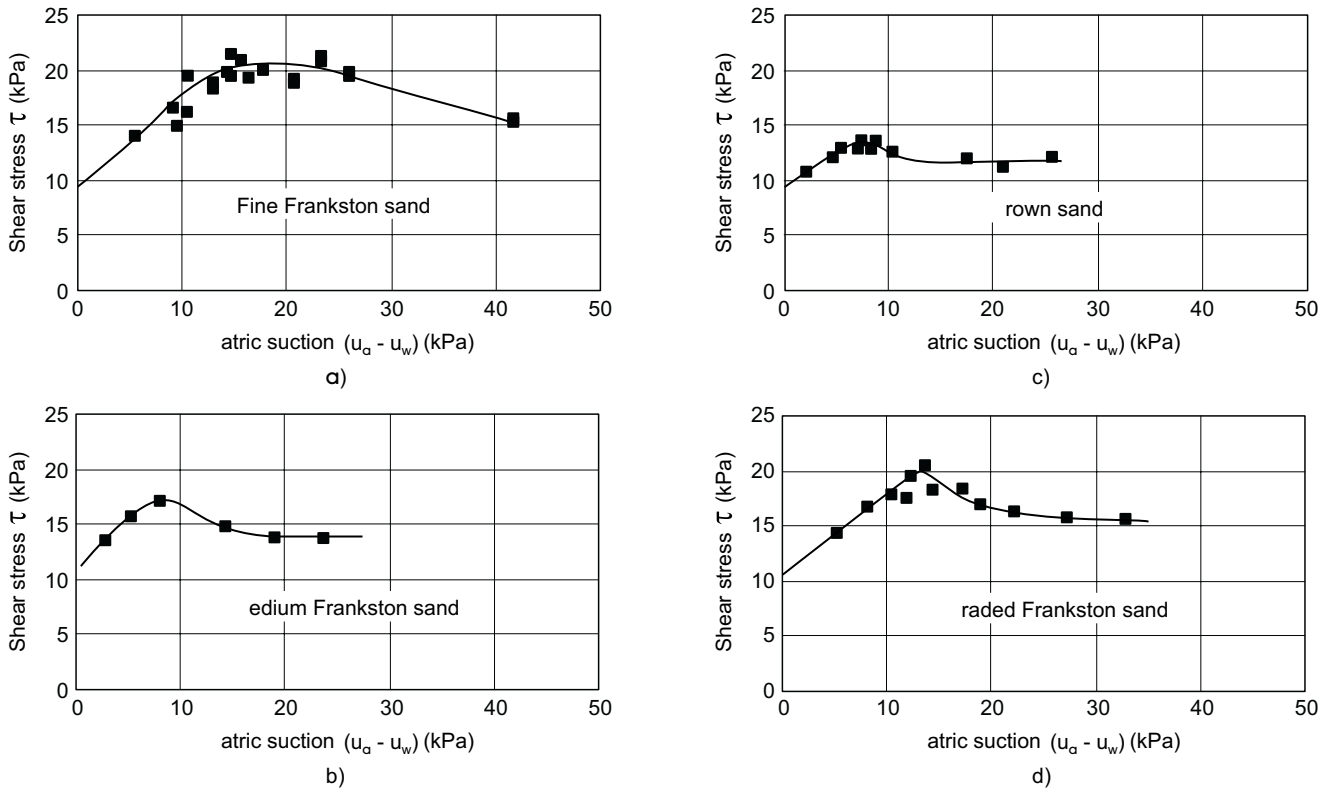 25
20
15
10
5
0
Shear stress τ (kPa)
Fine Frankston sand
0 10 20 30 40 50
atric suction (uₐ - u_w) (kPa)
a)
25
20
15
10
5
0
Shear stress τ (kPa)
edium Frankston sand
0 10 20 30 40 50
atric suction (uₐ - u_w) (kPa)
b)
25
20
15
10
5
0
Shear stress τ (kPa)
rown sand
0 10 20 30 40 50
atric suction (uₐ - u_w) (kPa)
c)
25
20
15
10
5
0
Shear stress τ (kPa)
raded Frankston sand
0 10 20 30 40 50
atric suction (uₐ - u_w) (kPa)
d)